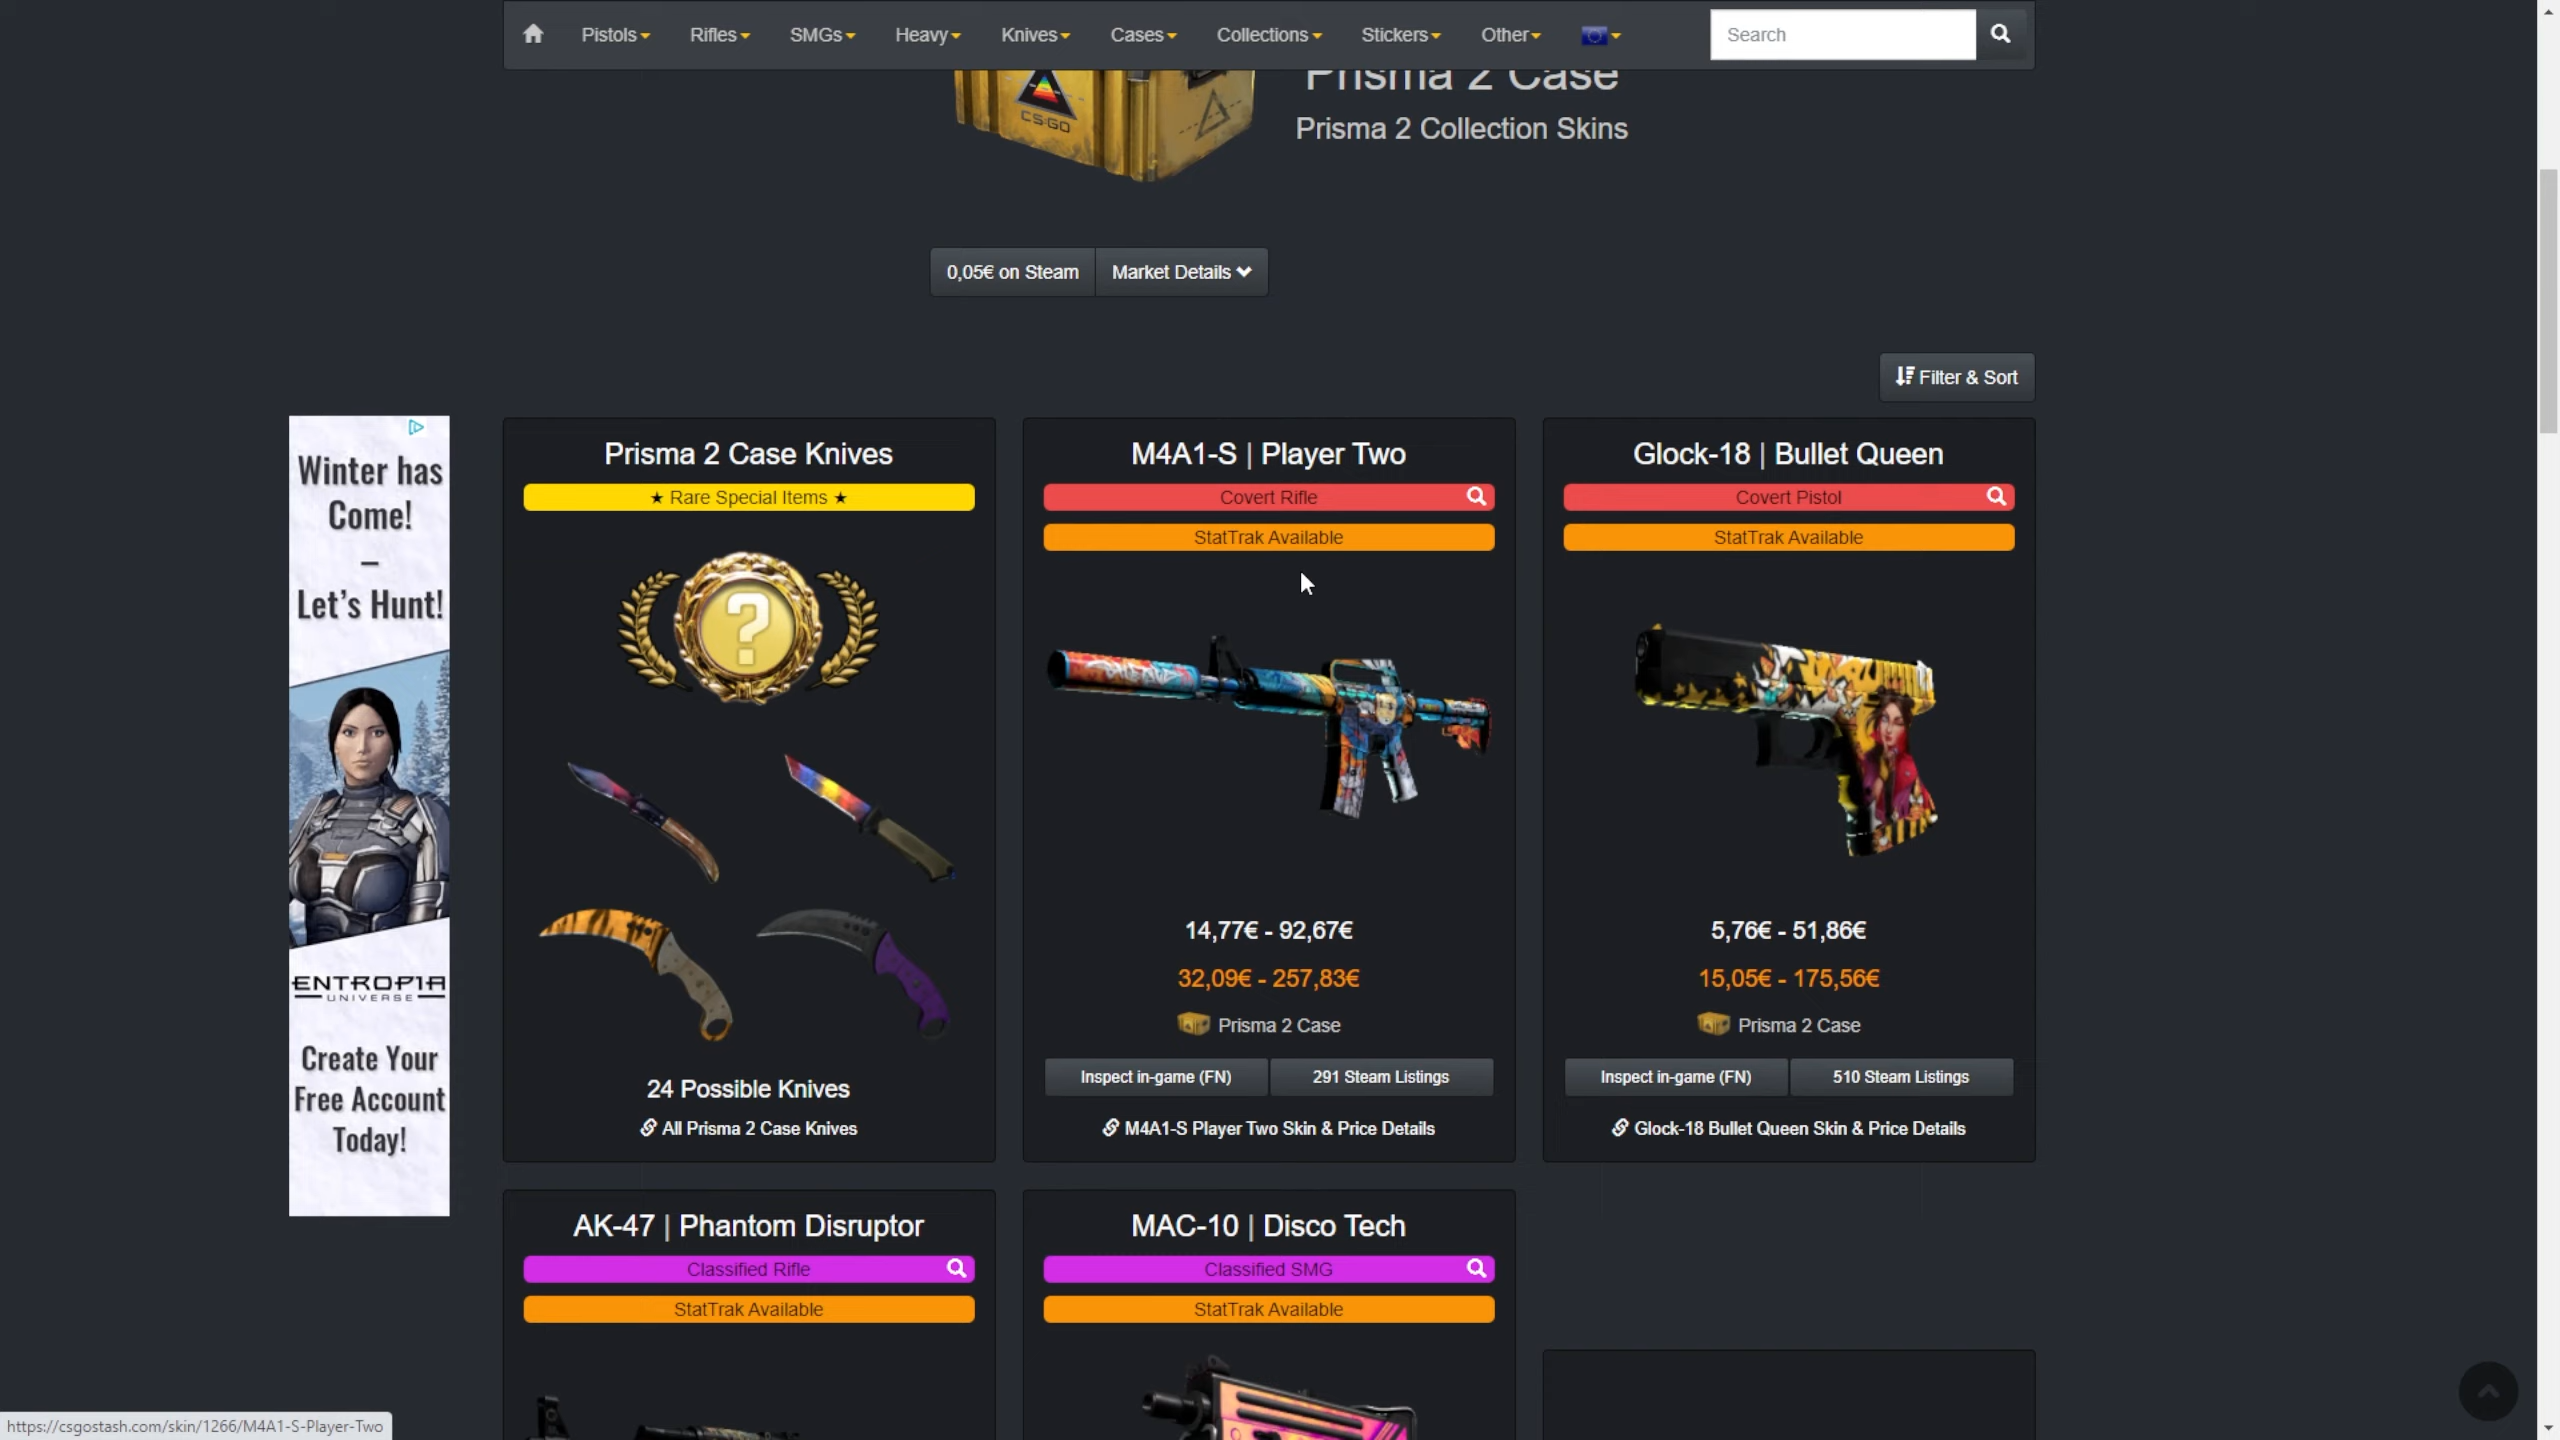 Pistols
Rifles
SMGs
Heavy
Knives
Cases
Collections
Stickers
Other
Search
CS:GO
Prisma 2 Case
Prisma 2 Collection Skins
0,05€ on Steam
Market Details
Filter & Sort
Winter has
Come!
–
Let's Hunt!
ENTROPIA
UNIVERSE
Create Your
Free Account
Today!
Prisma 2 Case Knives
★ Rare Special Items ★
?
24 Possible Knives
All Prisma 2 Case Knives
M4A1-S | Player Two
Covert Rifle
StatTrak Available
14,77€ - 92,67€
32,09€ - 257,83€
Prisma 2 Case
Inspect in-game (FN)
291 Steam Listings
M4A1-S Player Two Skin & Price Details
Glock-18 | Bullet Queen
Covert Pistol
StatTrak Available
5,76€ - 51,86€
15,05€ - 175,56€
Prisma 2 Case
Inspect in-game (FN)
510 Steam Listings
Glock-18 Bullet Queen Skin & Price Details
AK-47 | Phantom Disruptor
Classified Rifle
StatTrak Available
MAC-10 | Disco Tech
Classified SMG
StatTrak Available
https://csgostash.com/skin/1266/M4A1-S-Player-Two